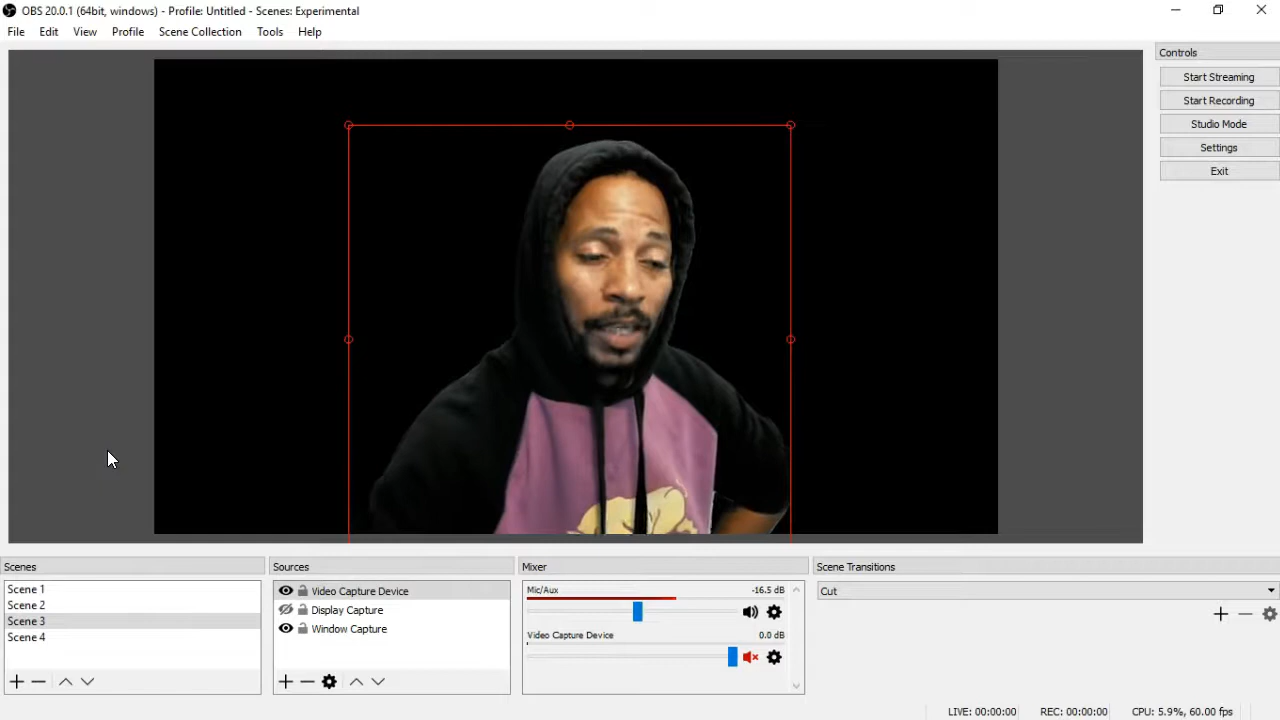 OBS 20.0.1 (64bit, windows) - Profile: Untitled - Scenes: Experimental
File Edit View Profile Scene Collection Tools Help
Controls
Start Streaming
Start Recording
Studio Mode
Settings
Exit
Scenes
Scene 1
Scene 2
Scene 3
Scene 4
Sources
Video Capture Device
Display Capture
Window Capture
Mixer
Mic/Aux -16.5 dB
Video Capture Device 0.0 dB
Scene Transitions
Cut
LIVE: 00:00:00 REC: 00:00:00 CPU: 5.9%, 60.00 fps